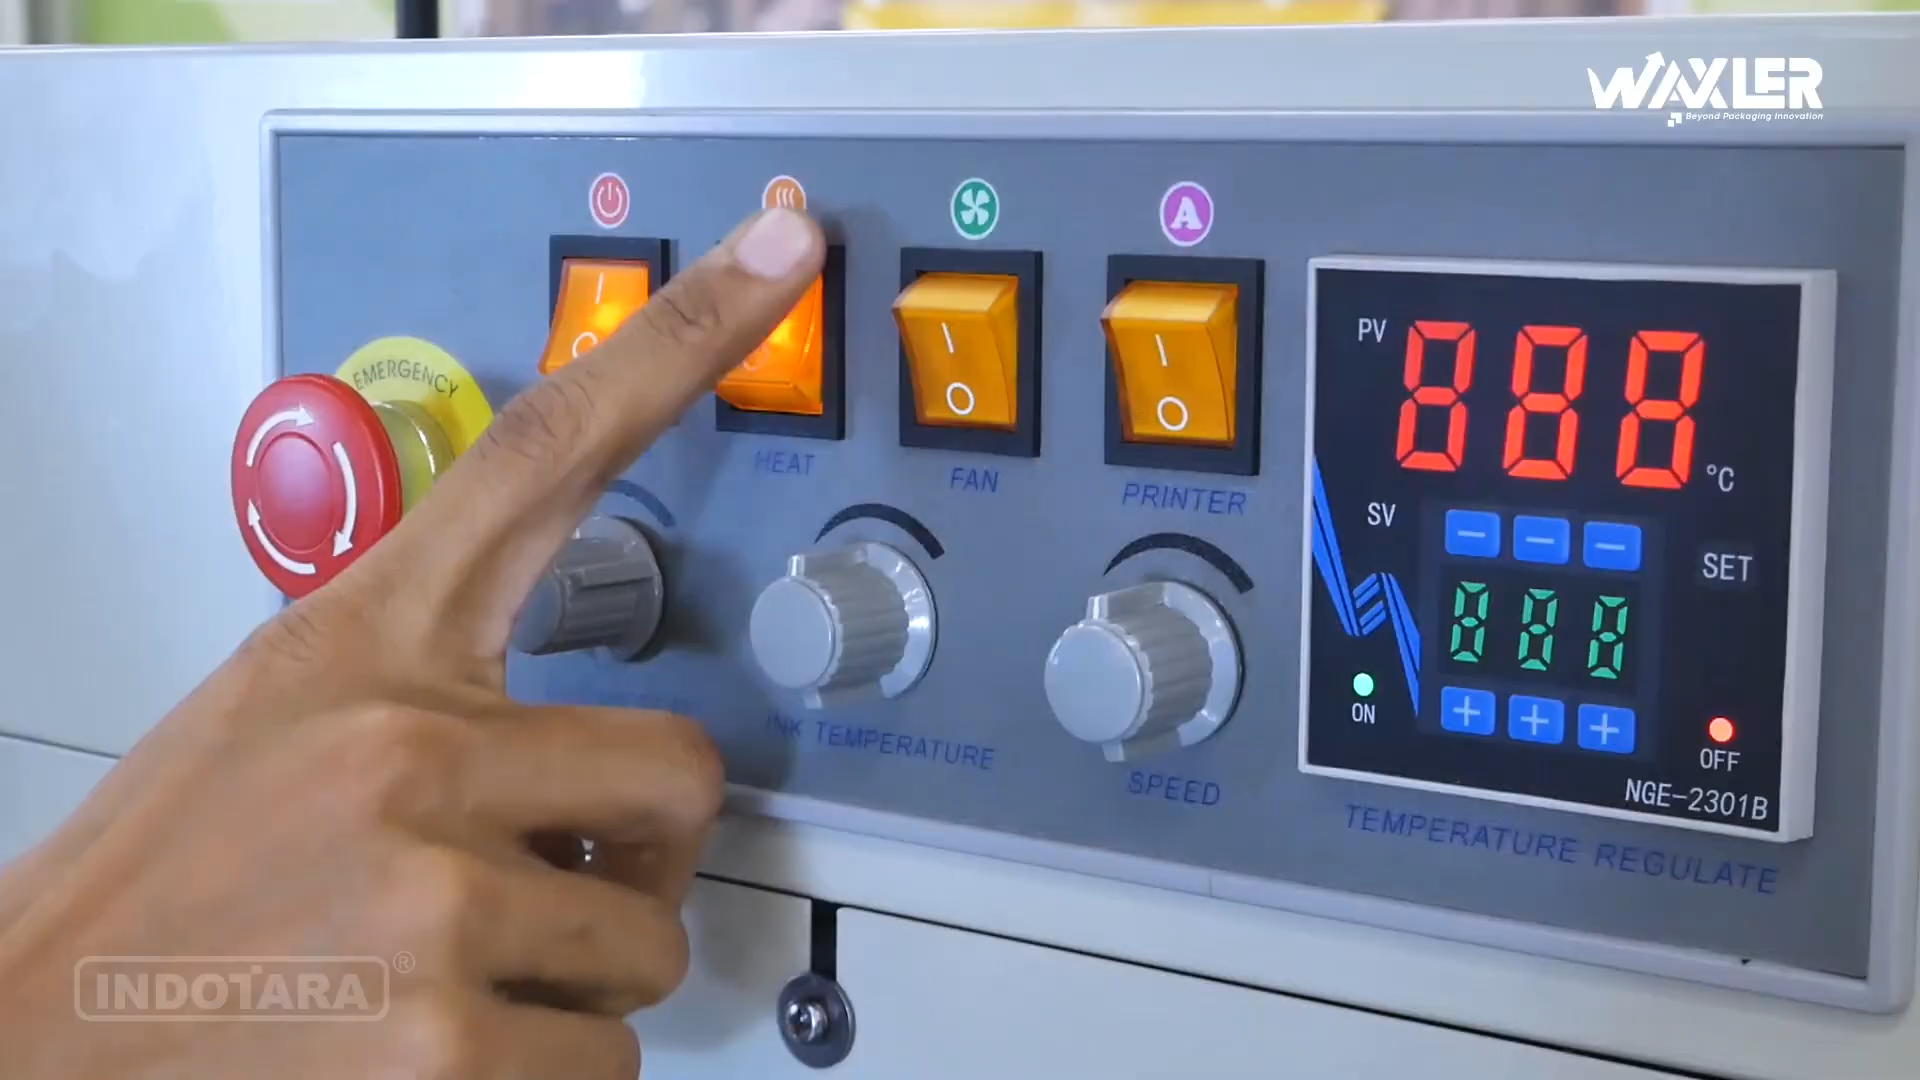 WAXLER
Beyond Packaging Innovation
EMERGENCY
HEAT
FAN
PRINTER
INK TEMPERATURE
SPEED
PV
888
°C
SV
SET
888
ON
OFF
NGE-2301B
TEMPERATURE REGULATE
INDOTARA®